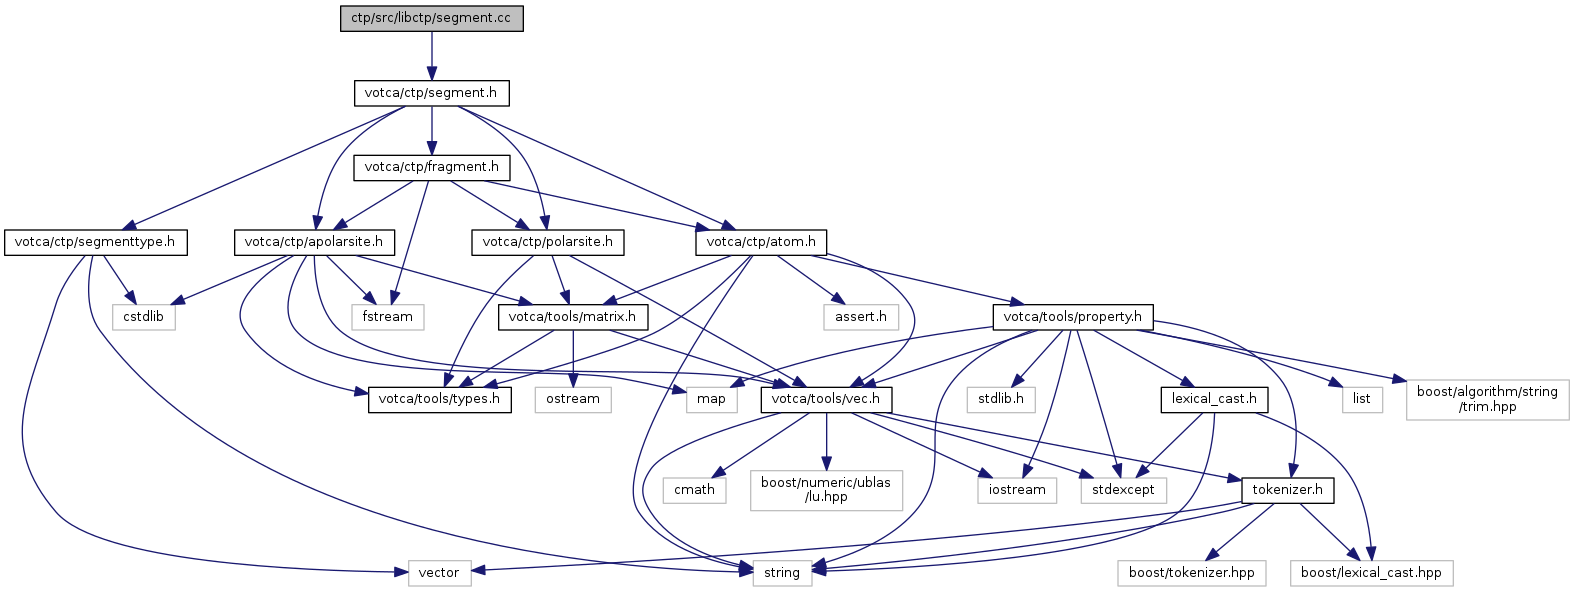 ctp/src/libctp/segment.cc
votca/ctp/segment.h
votca/ctp/fragment.h
votca/ctp/segmenttype.h
votca/ctp/apolarsite.h
votca/ctp/polarsite.h
votca/ctp/atom.h
cstdlib
fstream
votca/tools/matrix.h
assert.h
votca/tools/property.h
votca/tools/types.h
ostream
map
votca/tools/vec.h
stdlib.h
lexical_cast.h
list
boost/algorithm/string
/trim.hpp
cmath
boost/numeric/ublas
/lu.hpp
iostream
stdexcept
tokenizer.h
vector
string
boost/tokenizer.hpp
boost/lexical_cast.hpp